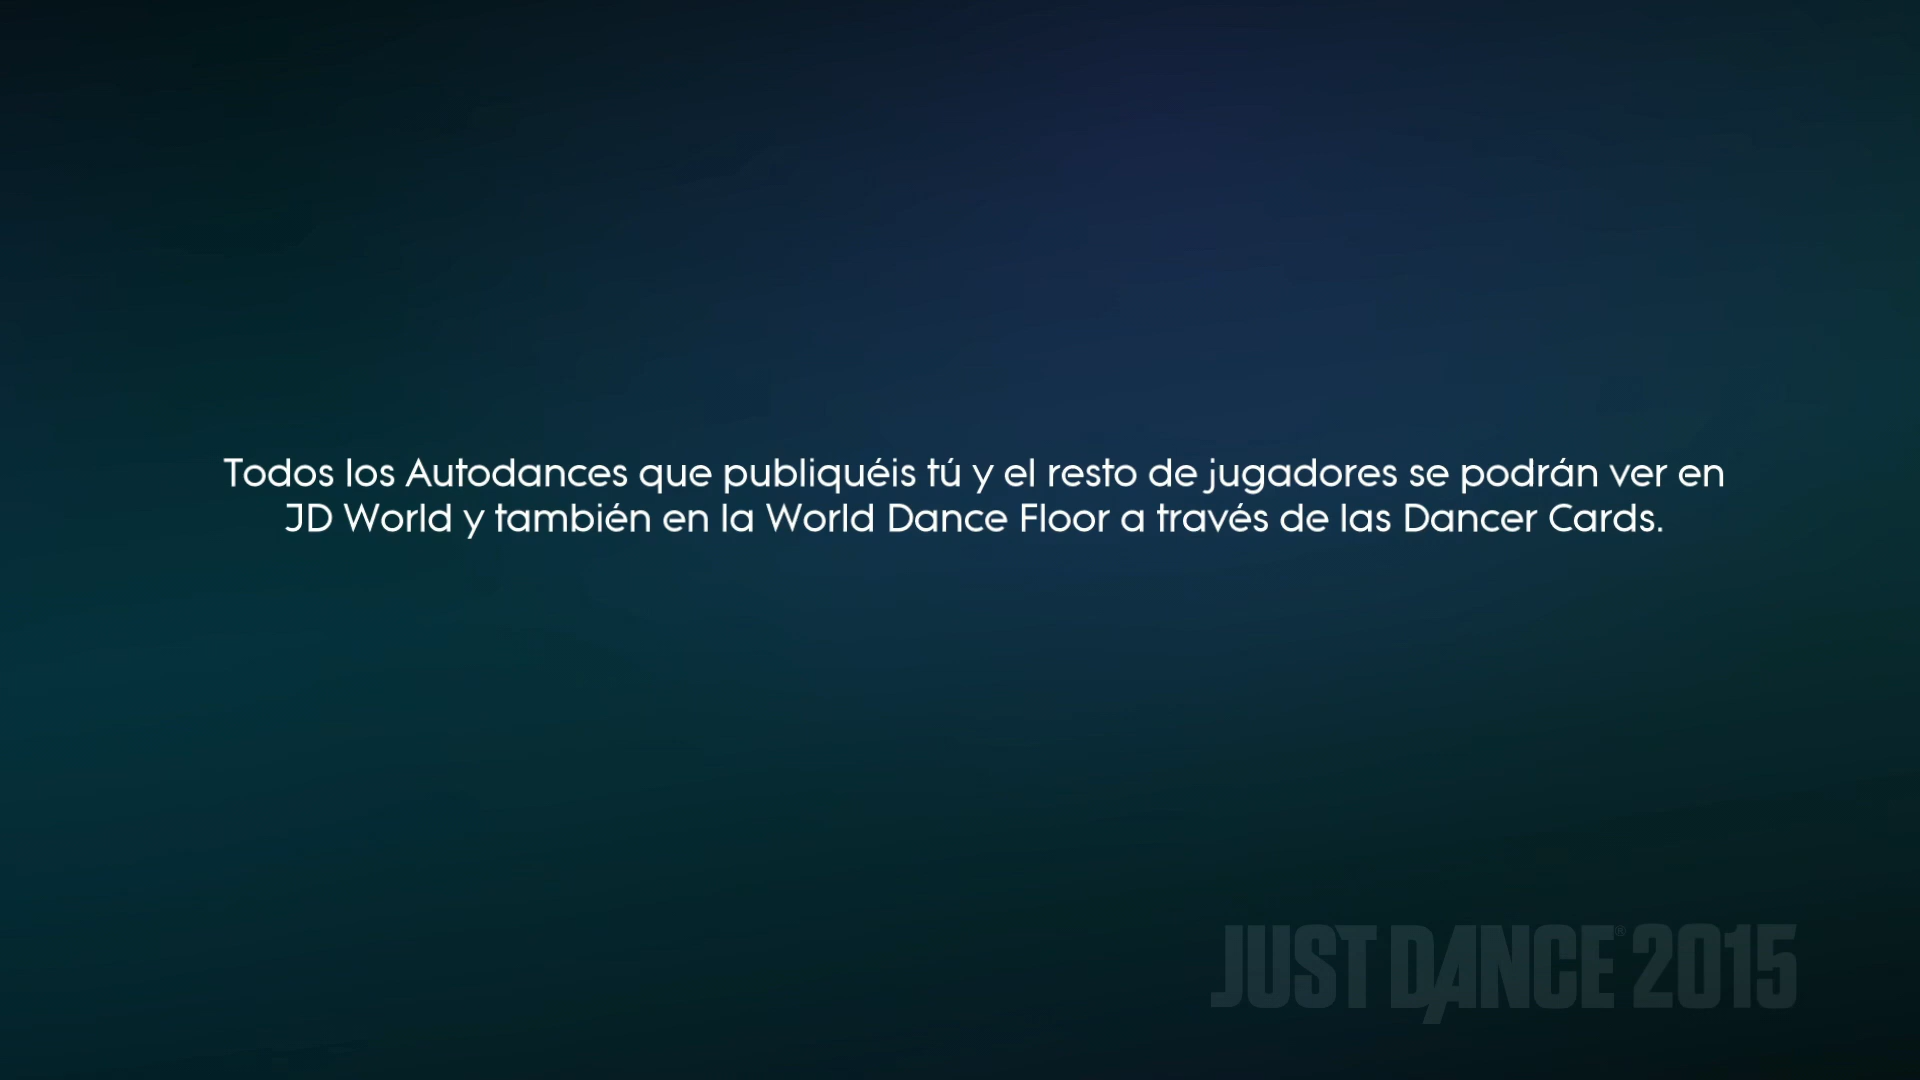 Todos los Autodances que publiquéis tú y el resto de jugadores se podrán ver en
JD World y también en la World Dance Floor a través de las Dancer Cards.
JUST DANCE® 2015